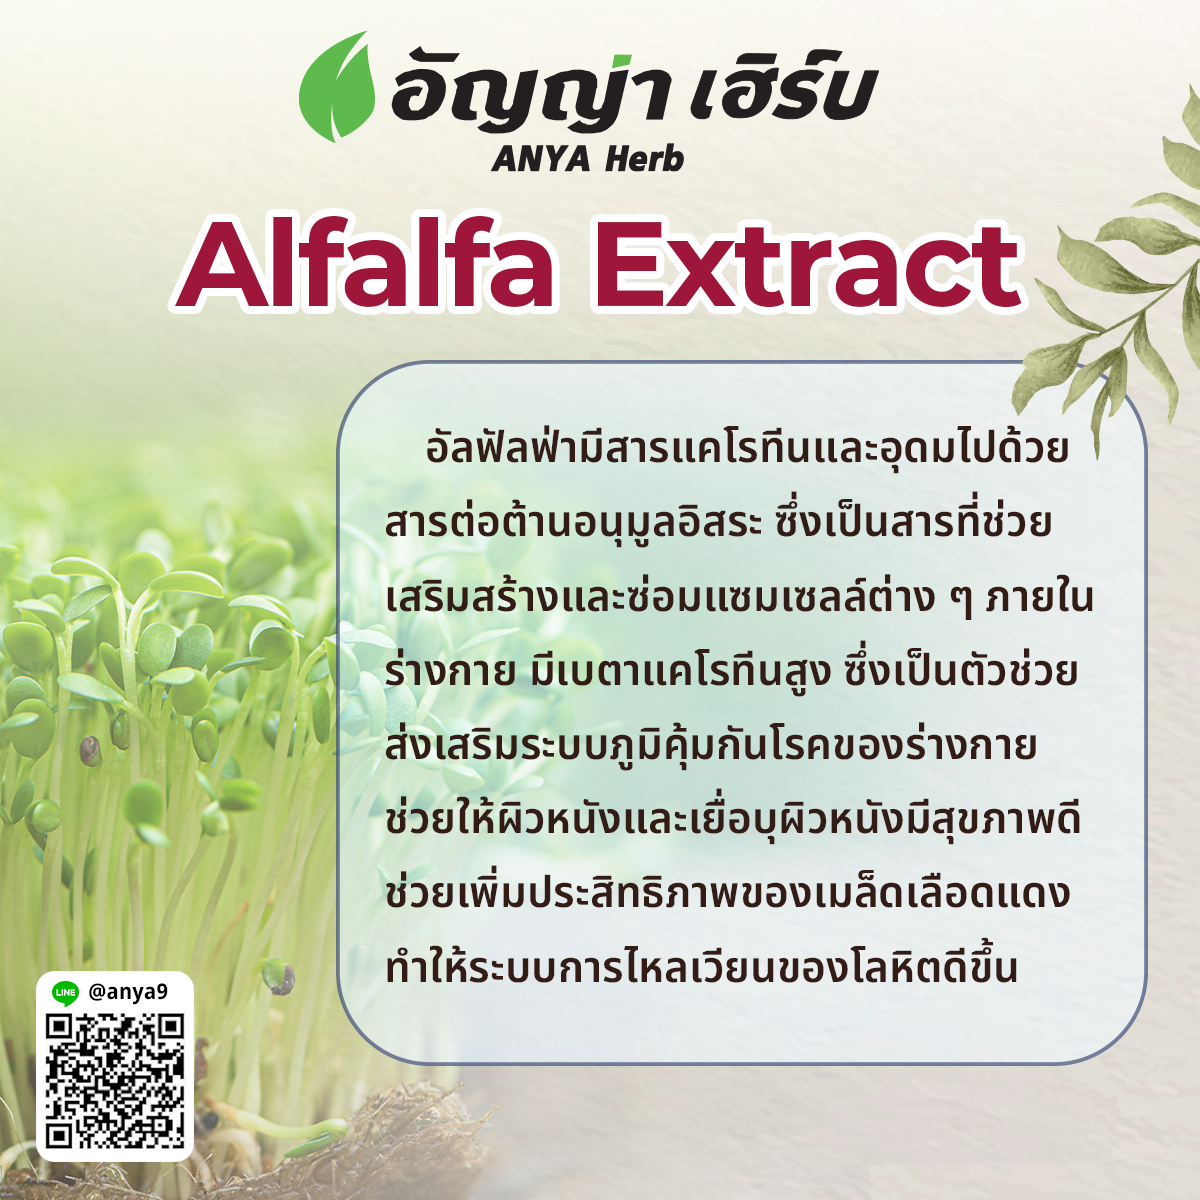 อัญญ่า เฮิร์บ
ANYA Herb
Alfalfa Extract
อัลฟัลฟ่ามีสารแคโรทีนและอุดมไปด้วย
สารต่อต้านอนุมูลอิสระ ซึ่งเป็นสารที่ช่วย
เสริมสร้างและซ่อมแซมเซลล์ต่าง ๆ ภายใน
ร่างกาย มีเบตาแคโรทีนสูง ซึ่งเป็นตัวช่วย
ส่งเสริมระบบภูมิคุ้มกันโรคของร่างกาย
ช่วยให้ผิวหนังและเยื่อบุผิวหนังมีสุขภาพดี
ช่วยเพิ่มประสิทธิภาพของเมล็ดเลือดแดง
ทำให้ระบบการไหลเวียนของโลหิตดีขึ้น
LINE @anya9